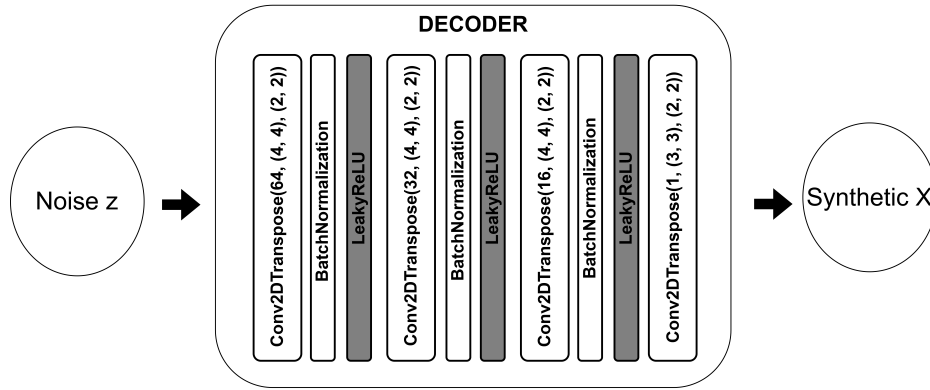 DECODER
Noise z
Conv2DTranspose(64, (4, 4), (2, 2))
BatchNormalization
LeakyReLU
Conv2DTranspose(32, (4, 4), (2, 2))
BatchNormalization
LeakyReLU
Conv2DTranspose(16, (4, 4), (2, 2))
BatchNormalization
LeakyReLU
Conv2DTranspose(1, (3, 3), (2, 2))
Synthetic X